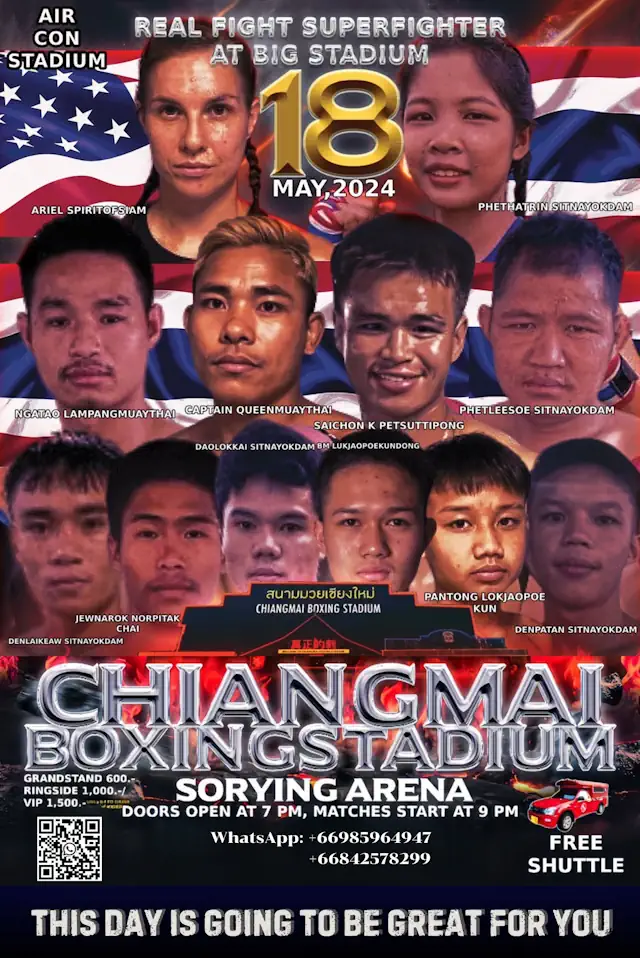 AIR
CON
STADIUM
REAL FIGHT SUPERFIGHTER
AT BIG STADIUM
18
MAY,2024
ARIEL SPIRITOFSIAM
PHETHATRIN SITNAYOKDAM
NGATAO LAMPANGMUAYTHAI
CAPTAIN QUEENMUAYTHAI
SAICHON K PETSUTTIPONG
PHETLEESOE SITNAYOKDAM
DAOLOKKAI SITNAYOKDAM
BM LUKJAOPOEKUNDONG
DENLAIKEAW SITNAYOKDAM
JEWNAROK NORPITAK
CHAI
PANTONG LOKJAOPOE
KUN
DENPATAN SITNAYOKDAM
สนามมวยเชียงใหม่
CHIANGMAI BOXING STADIUM
CHIANGMAI
BOXINGSTADIUM
GRANDSTAND 600.-
RINGSIDE 1,000.-/
VIP 1,500.-
SORYING ARENA
DOORS OPEN AT 7 PM, MATCHES START AT 9 PM
WhatsApp: +66985964947
+66842578299
FREE
SHUTTLE
THIS DAY IS GOING TO BE GREAT FOR YOU